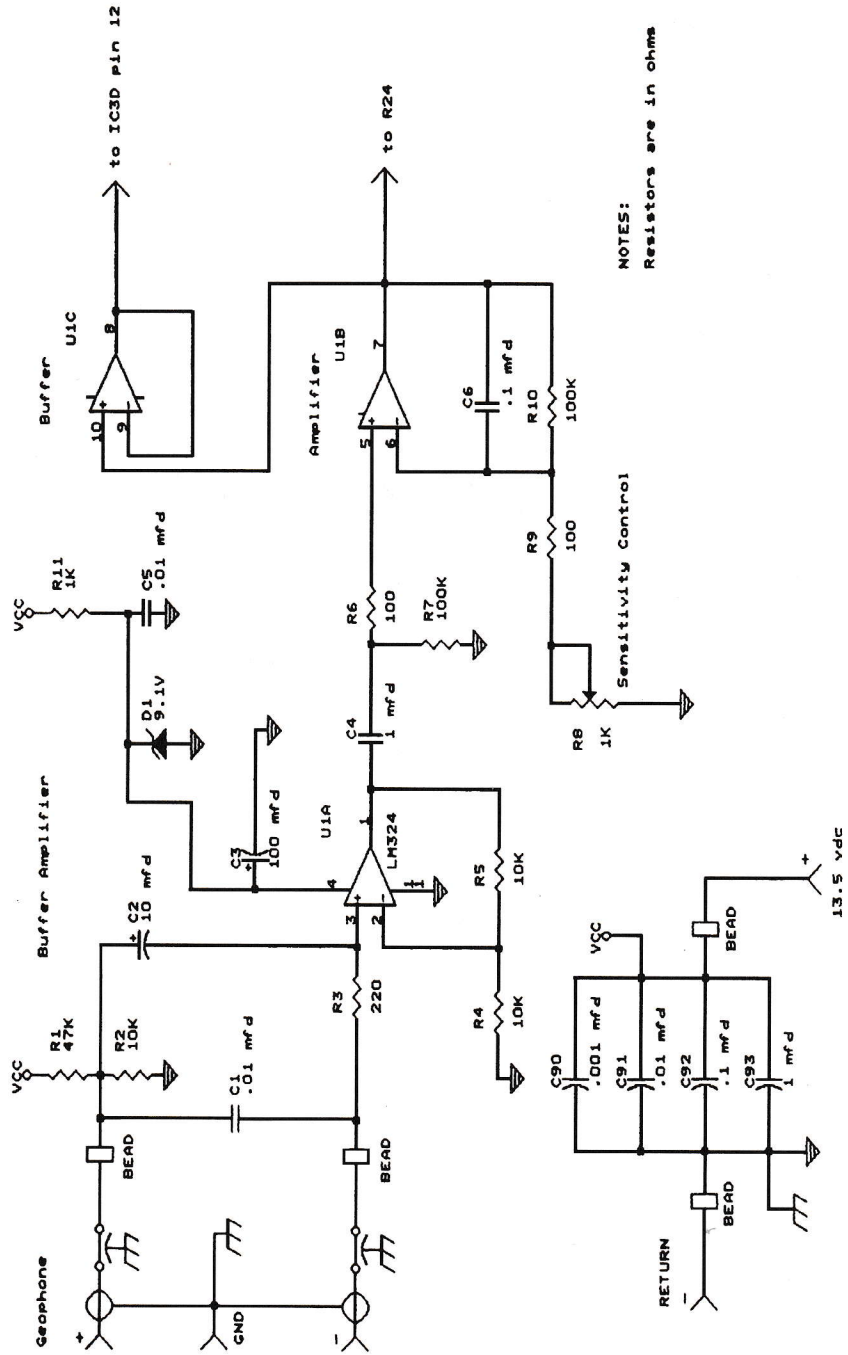 Geophone
+
GND
-
BEAD
BEAD
VCC
R1
47K
R2
10K
C1
.01 mfd
Buffer Amplifier
+
C2
10 mfd
R3
220
R4
10K
R5
10K
3
2
+
-
4
11
1
U1A
LM324
C3
+
100 mfd
D1
9.1V
VCC
R11
1K
C5
.01 mfd
C4
1 mfd
R6
100
R7
100K
Buffer
U1C
10
9
+
-
8
to IC3D pin 12
Amplifier
U1B
5
6
+
-
7
to R24
C6
.1 mfd
R9
100
R10
100K
R8
1K
Sensitivity Control
RETURN
-
BEAD
C90
.001 mfd
C91
.01 mfd
C92
.1 mfd
C93
1 mfd
VCC
BEAD
+
13.5 Vdc
NOTES:
Resistors are in ohms